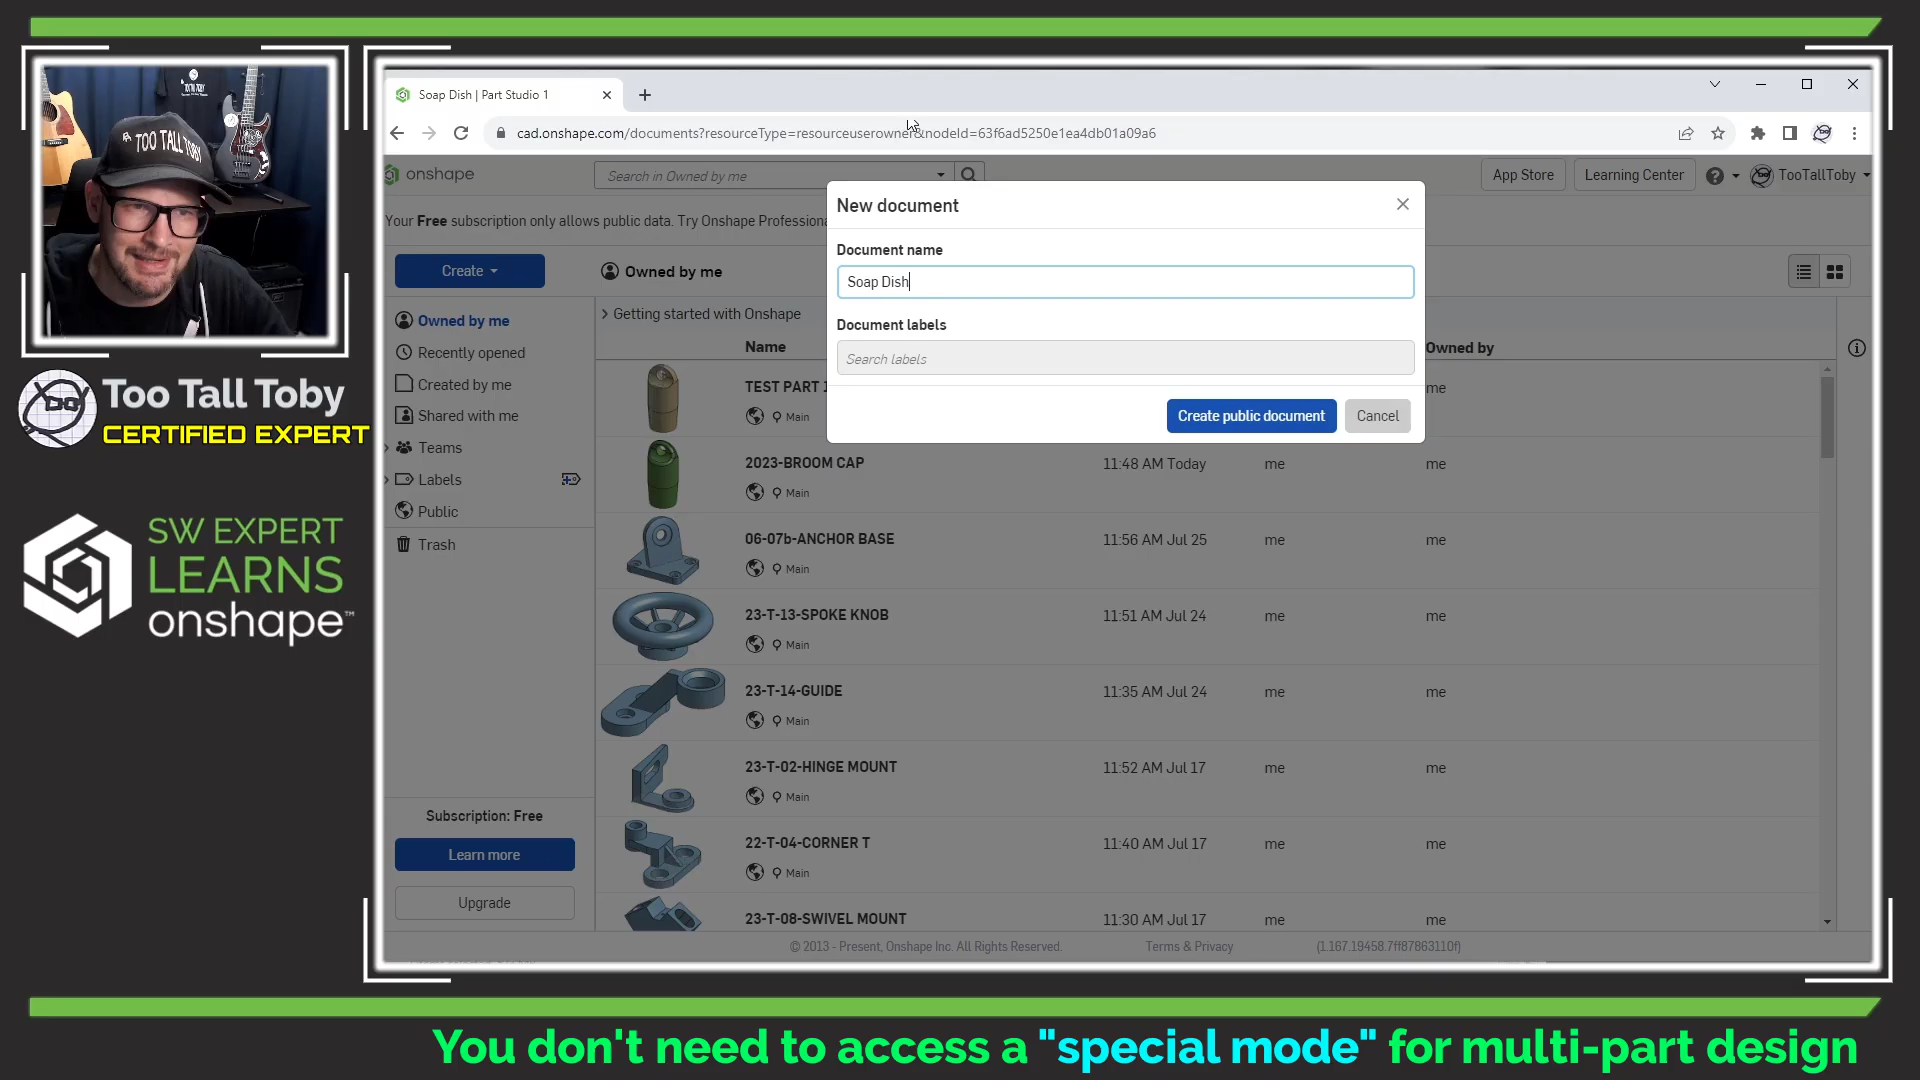 TOO TALL TOBY
Too Tall Toby
CERTIFIED EXPERT
SW EXPERT
LEARNS
onshape™
Soap Dish | Part Studio 1
cad.onshape.com/documents?resourceType=resourceuserowner&nodeId=63f6ad5250e1ea4db01a09a6
onshape
Search in Owned by me
App Store
Learning Center
TooTallToby
Your Free subscription only allows public data. Try Onshape Professiona
Create
Owned by me
New document
Document name
Soap Dish
Document labels
Search labels
Create public document
Cancel
Owned by me
Recently opened
Created by me
Shared with me
Teams
Labels
Public
Trash
Subscription: Free
Learn more
Upgrade
Getting started with Onshape
Name
Owned by
TEST PART 1
me
Main
2023-BROOM CAP
11:48 AM Today
me
me
Main
06-07b-ANCHOR BASE
11:56 AM Jul 25
me
me
Main
23-T-13-SPOKE KNOB
11:51 AM Jul 24
me
me
Main
23-T-14-GUIDE
11:35 AM Jul 24
me
me
Main
23-T-02-HINGE MOUNT
11:52 AM Jul 17
me
me
Main
22-T-04-CORNER T
11:40 AM Jul 17
me
me
Main
23-T-08-SWIVEL MOUNT
11:30 AM Jul 17
me
me
© 2013 - Present, Onshape Inc. All Rights Reserved.
Terms & Privacy
(1.167.19458.7ff87863110f)
You don't need to access a "special mode" for multi-part design